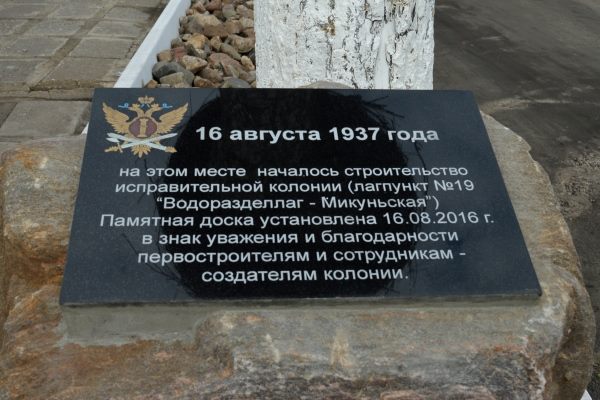 16 августа 1937 года
на этом месте началось строительство
исправительной колонии (лагпункт №19
“Водоразделлаг - Микуньская”)
Памятная доска установлена 16.08.2016 г.
в знак уважения и благодарности
первостроителям и сотрудникам -
создателям колонии.